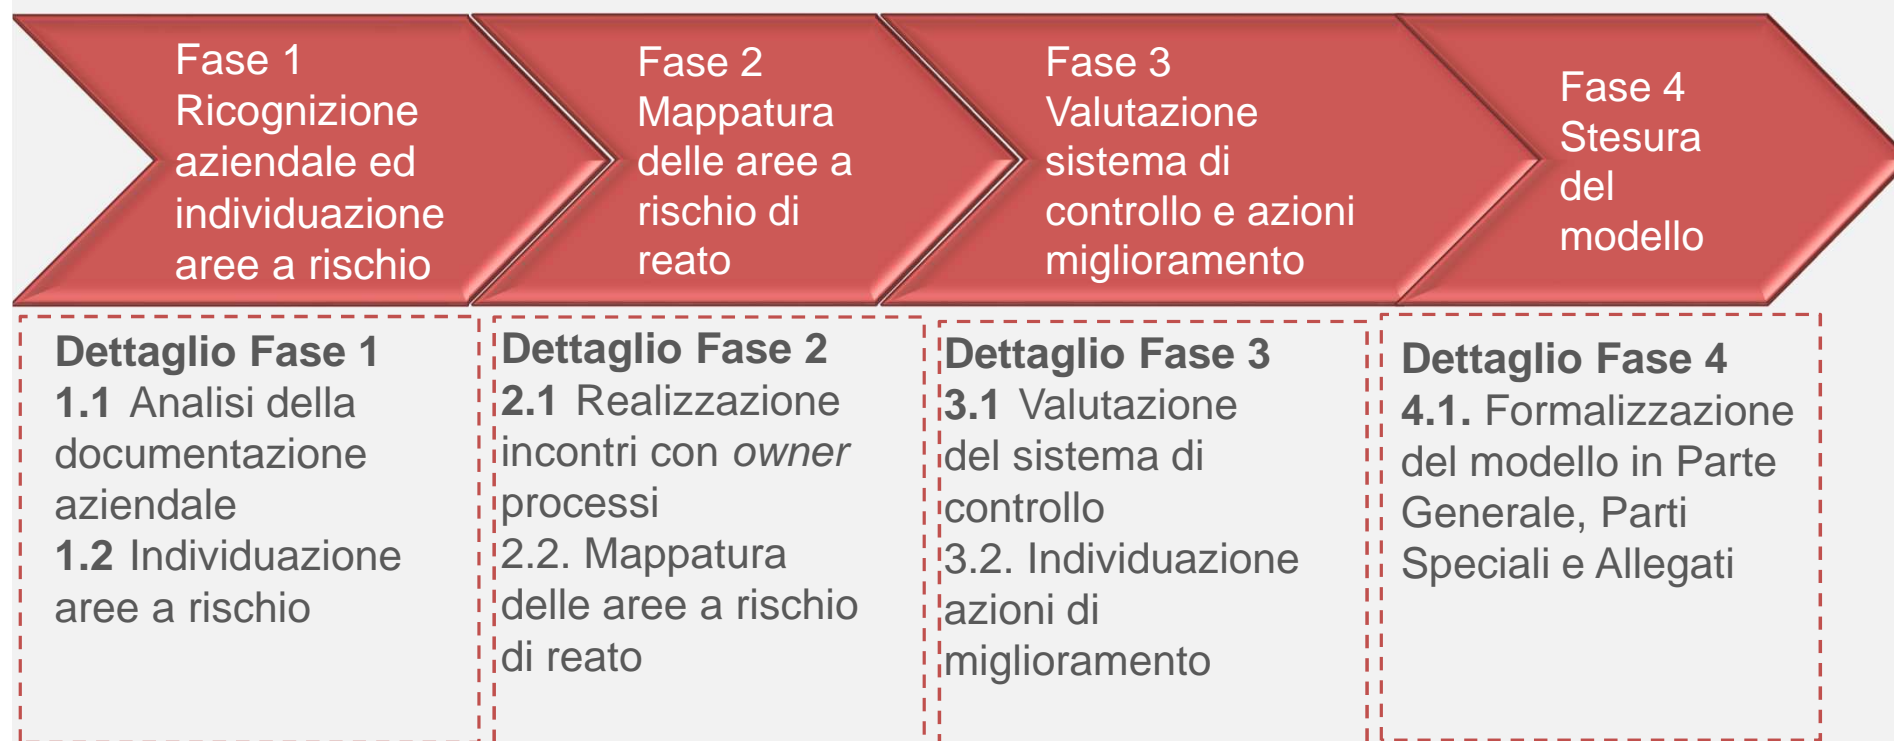 Fase 1
Ricognizione
aziendale ed
individuazione
aree a rischio
Fase 2
Mappatura
delle aree a
rischio di
reato
Fase 3
Valutazione
sistema di
controllo e azioni
miglioramento
Fase 4
Stesura
del
modello
Dettaglio Fase 1
1.1 Analisi della
documentazione
aziendale
1.2 Individuazione
aree a rischio
Dettaglio Fase 2
2.1 Realizzazione
incontri con owner
processi
2.2. Mappatura
delle aree a rischio
di reato
Dettaglio Fase 3
3.1 Valutazione
del sistema di
controllo
3.2. Individuazione
azioni di
miglioramento
Dettaglio Fase 4
4.1. Formalizzazione
del modello in Parte
Generale, Parti
Speciali e Allegati